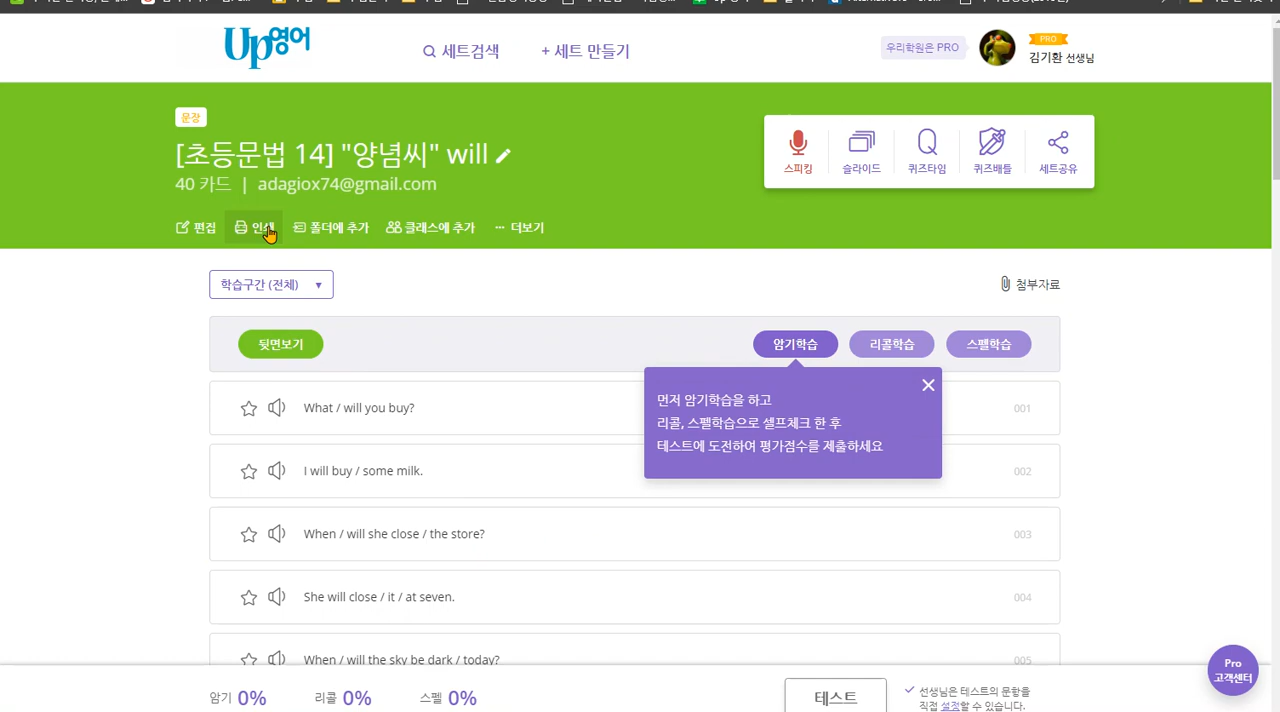 Up영어
세트검색
+ 세트 만들기
우리학원은 PRO
PRO
김기환 선생님
문장
[초등문법 14] "양념씨" will
40 카드 | adagiox74@gmail.com
스피킹
슬라이드
퀴즈타임
퀴즈배틀
세트공유
편집
인쇄
폴더에 추가
클래스에 추가
··· 더보기
학습구간 (전체) ▼
첨부자료
뒷면보기
암기학습
리콜학습
스펠학습
먼저 암기학습을 하고
리콜, 스펠학습으로 셀프체크 한 후
테스트에 도전하여 평가점수를 제출하세요
What / will you buy?
001
I will buy / some milk.
002
When / will she close / the store?
003
She will close / it / at seven.
004
When / will the sky be dark / today?
005
암기 0%
리콜 0%
스펠 0%
테스트
선생님은 테스트의 문항을
직접 설정할 수 있습니다.
Pro
고객센터